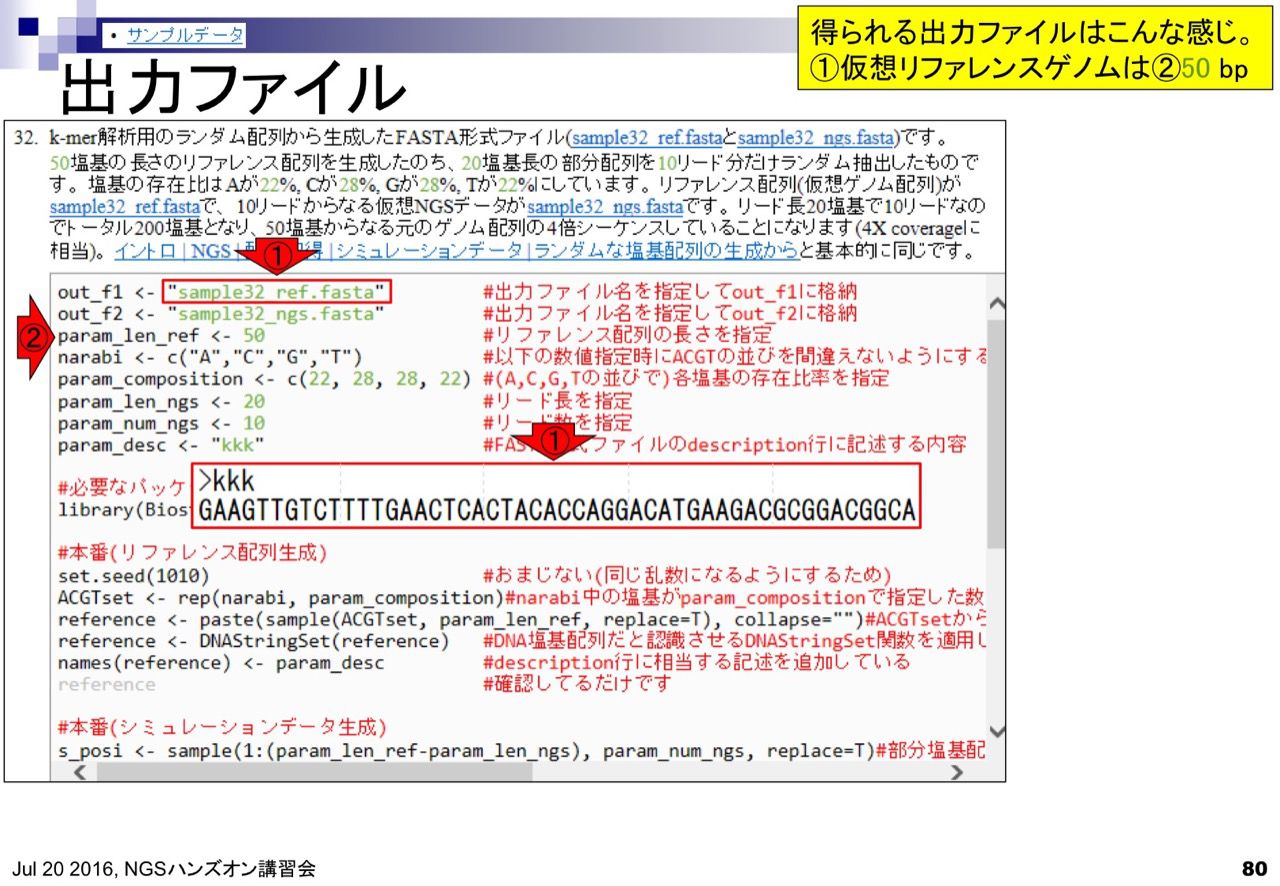 • サンプルデータ
出力ファイル
得られる出力ファイルはこんな感じ。
①仮想リファレンスゲノムは②50 bp
32. k-mer解析用のランダム配列から生成したFASTA形式ファイル(sample32_ref.fastaとsample32_ngs.fasta)です。
50塩基の長さのリファレンス配列を生成したのち、20塩基長の部分配列を10リード分だけランダム抽出したもので
す。塩基の存在比はAが22%, Cが28%, Gが28%, Tが22%にしています。リファレンス配列(仮想ゲノム配列)が
sample32_ref.fastaで、10リードからなる仮想NGSデータがsample32_ngs.fastaです。リード長20塩基で10リードなの
でトータル200塩基となり、50塩基からなる元のゲノム配列の4倍シーケンスしていることになります(4X coverageに
相当)。イントロ | NGS | 得 | シミュレーションデータ | ランダムな塩基配列の生成からと基本的に同じです。
①
out_f1 <- "sample32_ref.fasta" #出力ファイル名を指定してout_f1に格納
out_f2 <- "sample32_ngs.fasta" #出力ファイル名を指定してout_f2に格納
② param_len_ref <- 50 #リファレンス配列の長さを指定
narabi <- c("A","C","G","T") #以下の数値指定時にACGTの並びを間違えないようにする
param_composition <- c(22, 28, 28, 22) #(A,C,G,Tの並びで)各塩基の存在比率を指定
param_len_ngs <- 20 #リード長を指定
param_num_ngs <- 10 #リード数を指定
param_desc <- "kkk" #FAS ① ファイルのdescription行に記述する内容
#必要なパッケ
library(Bios
>kkk
GAAGTTGTCTTTTGAACTCACTACACCAGGACATGAAGACGCGGACGGCA
#本番(リファレンス配列生成)
set.seed(1010) #おまじない(同じ乱数になるようにするため)
ACGTset <- rep(narabi, param_composition)#narabi中の塩基がparam_compositionで指定した数
reference <- paste(sample(ACGTset, param_len_ref, replace=T), collapse="")#ACGTsetから
reference <- DNAStringSet(reference) #DNA塩基配列だと認識させるDNAStringSet関数を適用し
names(reference) <- param_desc #description行に相当する記述を追加している
reference #確認してるだけです
#本番(シミュレーションデータ生成)
s_posi <- sample(1:(param_len_ref-param_len_ngs), param_num_ngs, replace=T)#部分塩基配
Jul 20 2016, NGSハンズオン講習会
80